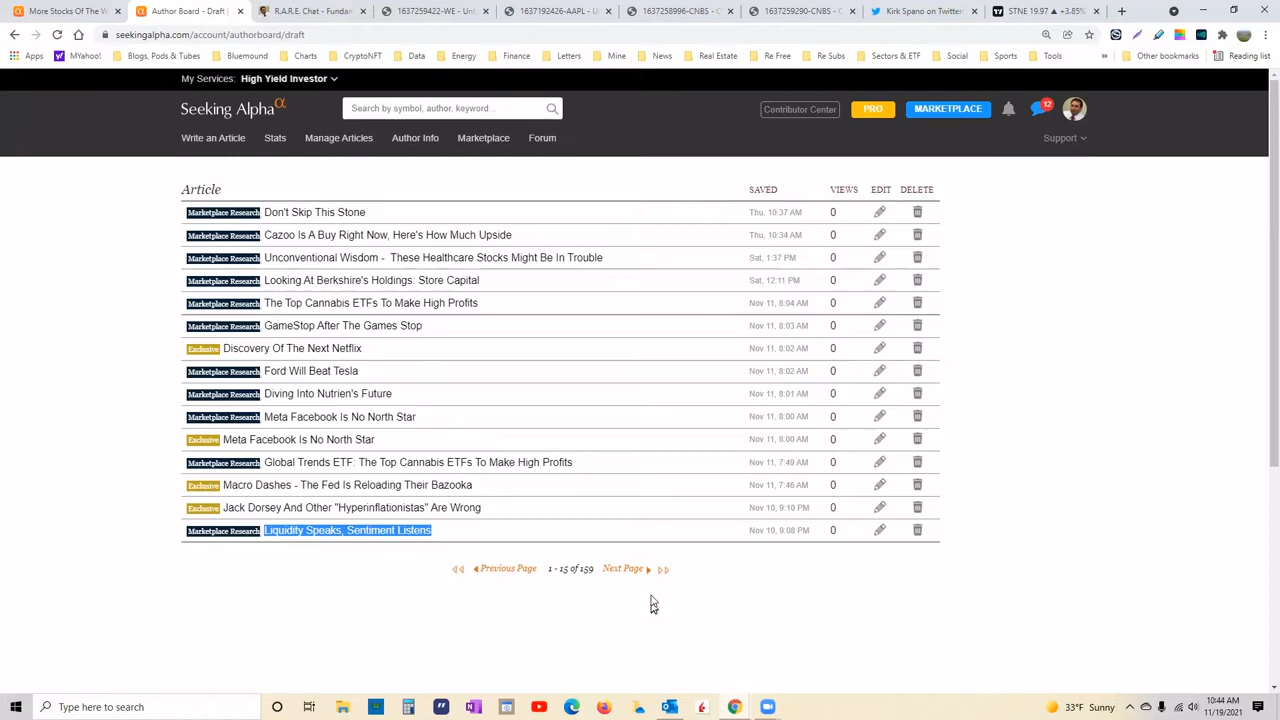 More Stocks Of The W
Author Board - Draft
R.A.R.E. Chat - Fundam
1637229425-WE - Unt
1637192426-AAPL - U
1637258996-CNBS - C
1637259290-CNBS - C
Kirk Spano on Twitter
STNE 19.97 ▲ +3.85%
seekingalpha.com/account/authorboard/draft
Apps
MYahoo!
Blogs, Pods & Tubes
Bluemound
Charts
CryptoNFT
Data
Energy
Finance
Letters
Mine
News
Real Estate
Re Free
Re Subs
Sectors & ETF
Social
Sports
Tools
»
Other bookmarks
Reading list
My Services: High Yield Investor
Seeking Alpha α
Search by symbol, author, keyword...
Contributor Center
PRO
MARKETPLACE
12
Write an Article
Stats
Manage Articles
Author Info
Marketplace
Forum
Support
Article SAVED VIEWS EDIT DELETE
Marketplace Research Don't Skip This Stone Thu, 10:37 AM 0
Marketplace Research Cazoo Is A Buy Right Now, Here's How Much Upside Thu, 10:34 AM 0
Marketplace Research Unconventional Wisdom - These Healthcare Stocks Might Be In Trouble Sat, 1:37 PM 0
Marketplace Research Looking At Berkshire's Holdings: Store Capital Sat, 12:11 PM 0
Marketplace Research The Top Cannabis ETFs To Make High Profits Nov 11, 8:04 AM 0
Marketplace Research GameStop After The Games Stop Nov 11, 8:03 AM 0
Exclusive Discovery Of The Next Netflix Nov 11, 8:02 AM 0
Marketplace Research Ford Will Beat Tesla Nov 11, 8:02 AM 0
Marketplace Research Diving Into Nutrien's Future Nov 11, 8:01 AM 0
Marketplace Research Meta Facebook Is No North Star Nov 11, 8:00 AM 0
Exclusive Meta Facebook Is No North Star Nov 11, 8:00 AM 0
Marketplace Research Global Trends ETF: The Top Cannabis ETFs To Make High Profits Nov 11, 7:49 AM 0
Exclusive Macro Dashes - The Fed Is Reloading Their Bazooka Nov 11, 7:46 AM 0
Exclusive Jack Dorsey And Other "Hyperinflationistas" Are Wrong Nov 10, 9:10 PM 0
Marketplace Research Liquidity Speaks, Sentiment Listens Nov 10, 9:08 PM 0
Previous Page 1 - 15 of 159 Next Page
Type here to search
33°F Sunny
10:44 AM
11/19/2021